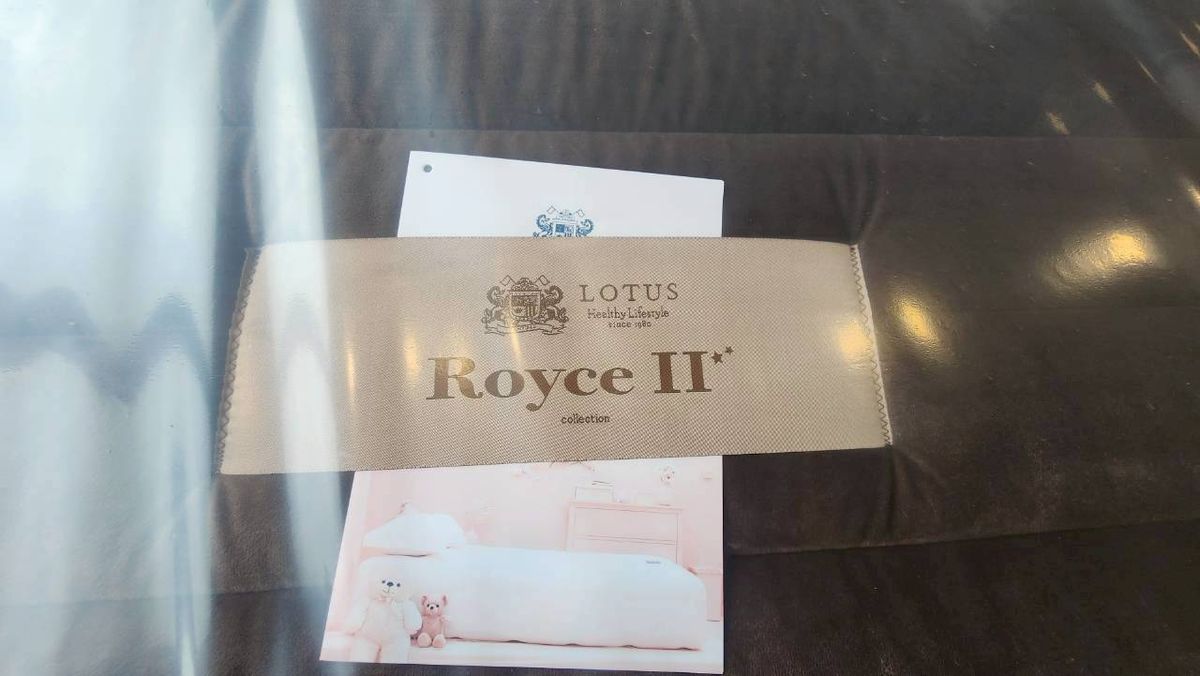 LOTUS
Healthy Lifestyle
since 1980
Royce II
collection